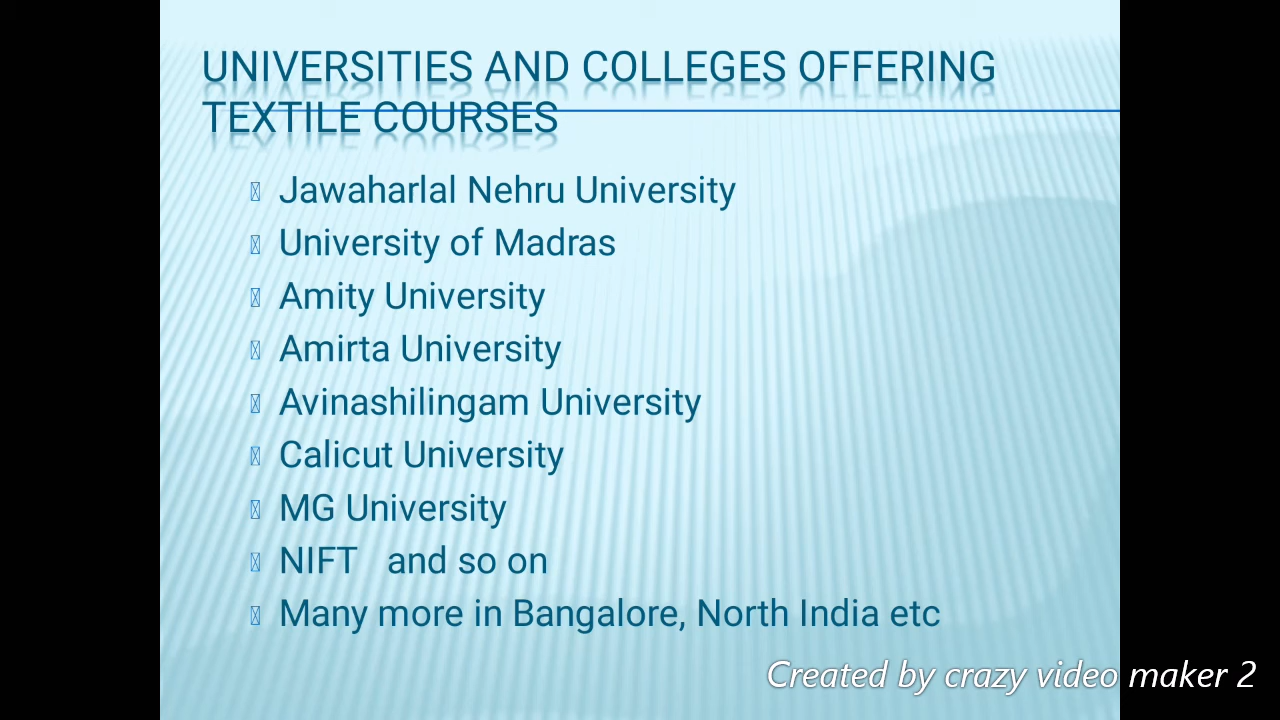 UNIVERSITIES AND COLLEGES OFFERING
TEXTILE COURSES
Jawaharlal Nehru University
University of Madras
Amity University
Amirta University
Avinashilingam University
Calicut University
MG University
NIFT   and so on
Many more in Bangalore, North India etc
Created by crazy video maker 2